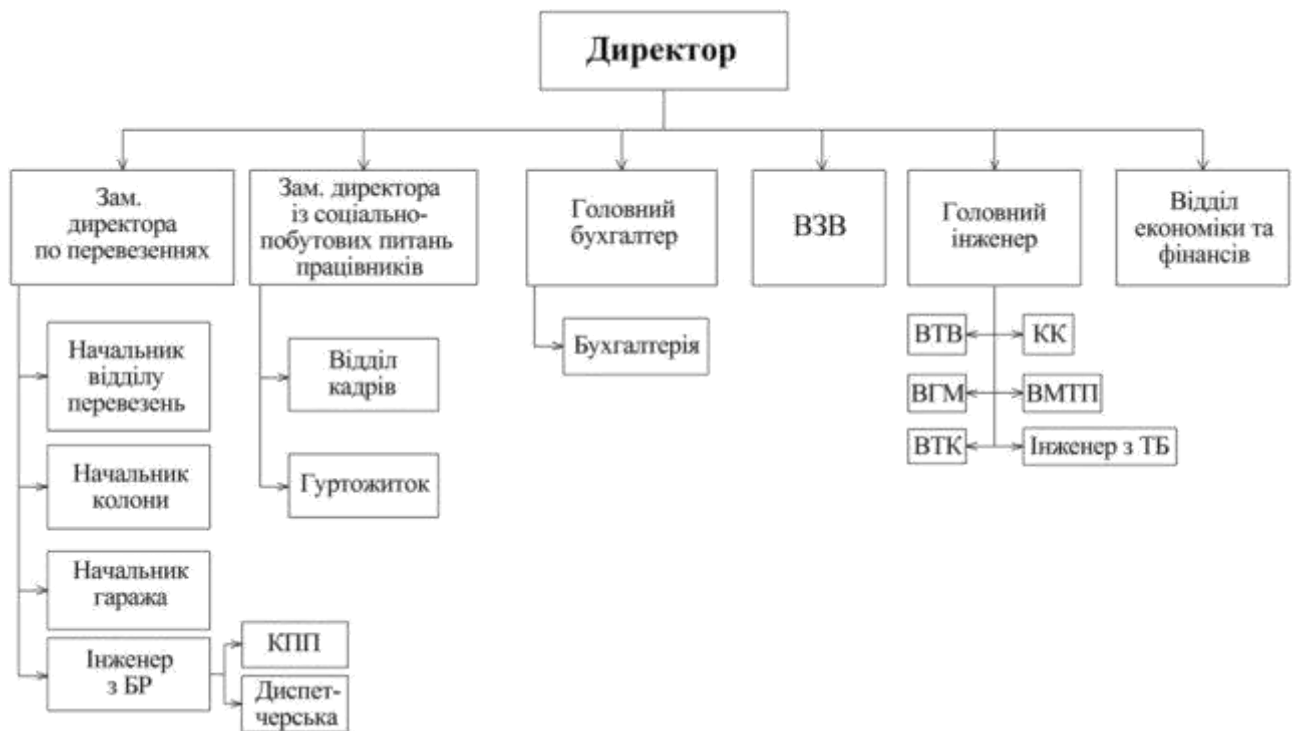 Директор
Зам.
директора
по перевезеннях
Зам. директора
із соціально-
побутових питань
працівників
Головний
бухгалтер
ВЗВ
Головний
інженер
Відділ
економіки та
фінансів
Начальник
відділу
перевезень
Начальник
колони
Начальник
гаража
Інженер
з БР
КПП
Диспет-
черська
Відділ
кадрів
Гуртожиток
Бухгалтерія
ВТВ
КК
ВГМ
ВМТП
ВТК
Інженер з ТБ